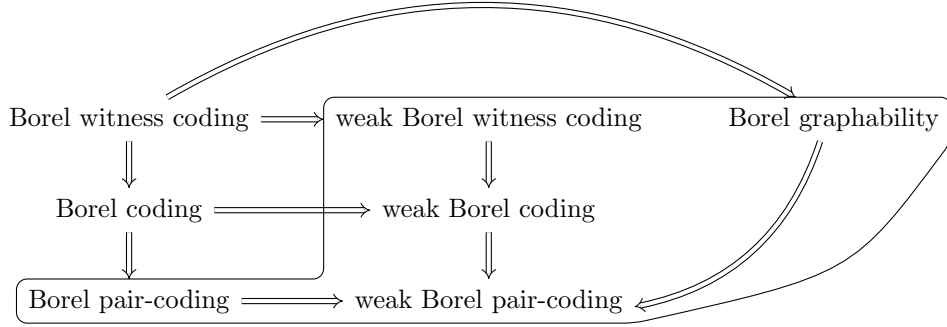 Borel witness coding weak Borel witness coding Borel graphability
Borel coding weak Borel coding
Borel pair-coding weak Borel pair-coding